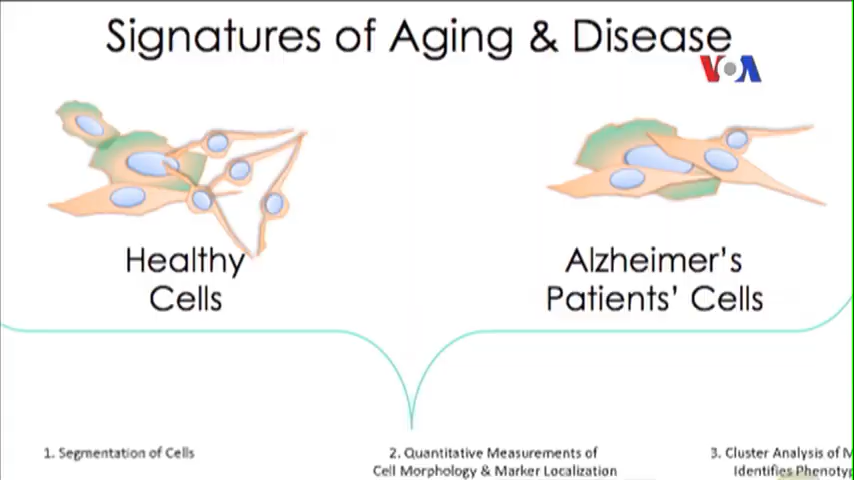 Signatures of Aging & Disease
VOA
Healthy
Cells
Alzheimer's
Patients' Cells
1. Segmentation of Cells
2. Quantitative Measurements of
Cell Morphology & Marker Localization
3. Cluster Analysis of
Identifies